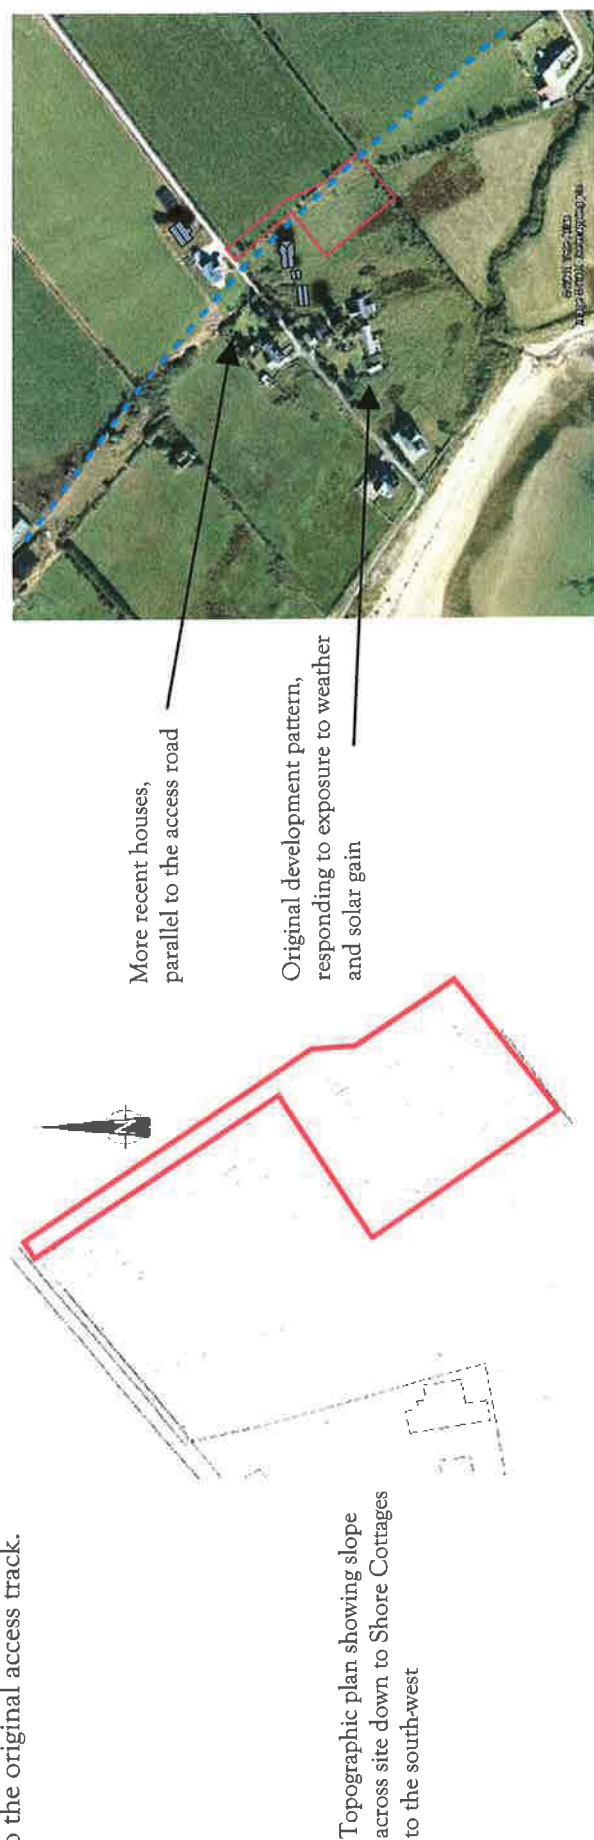 o the original access track.
Topographic plan showing slope
across site down to Shore Cottages
to the south-west
N
More recent houses,
parallel to the access road
Original development pattern,
responding to exposure to weather
and solar gain